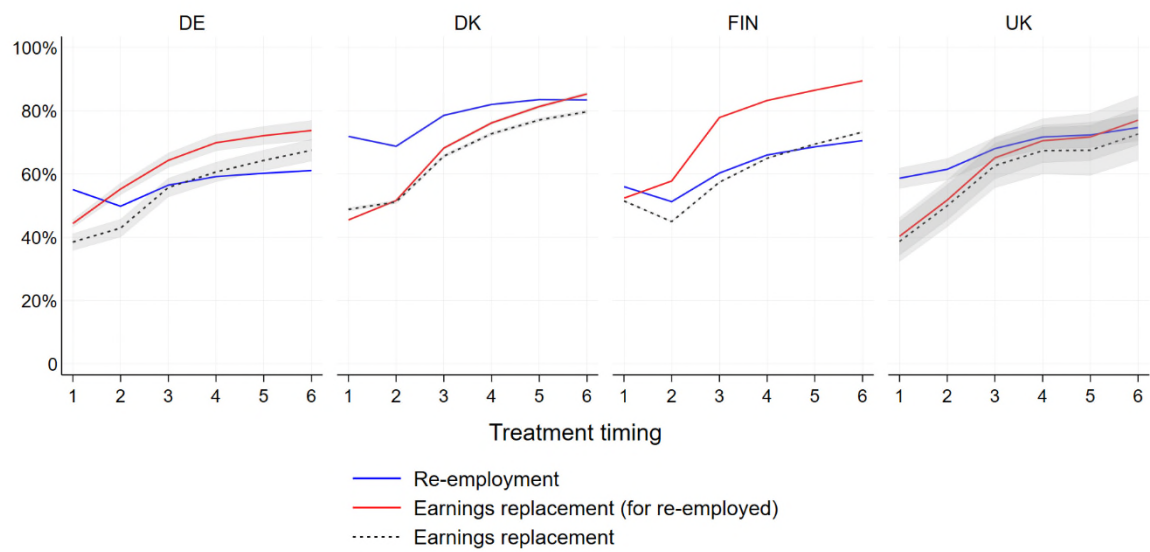 DE DK FIN UK
100%
80%
60%
40%
20%
0
1 2 3 4 5 6 1 2 3 4 5 6 1 2 3 4 5 6 1 2 3 4 5 6
Treatment timing
Re-employment
Earnings replacement (for re-employed)
Earnings replacement